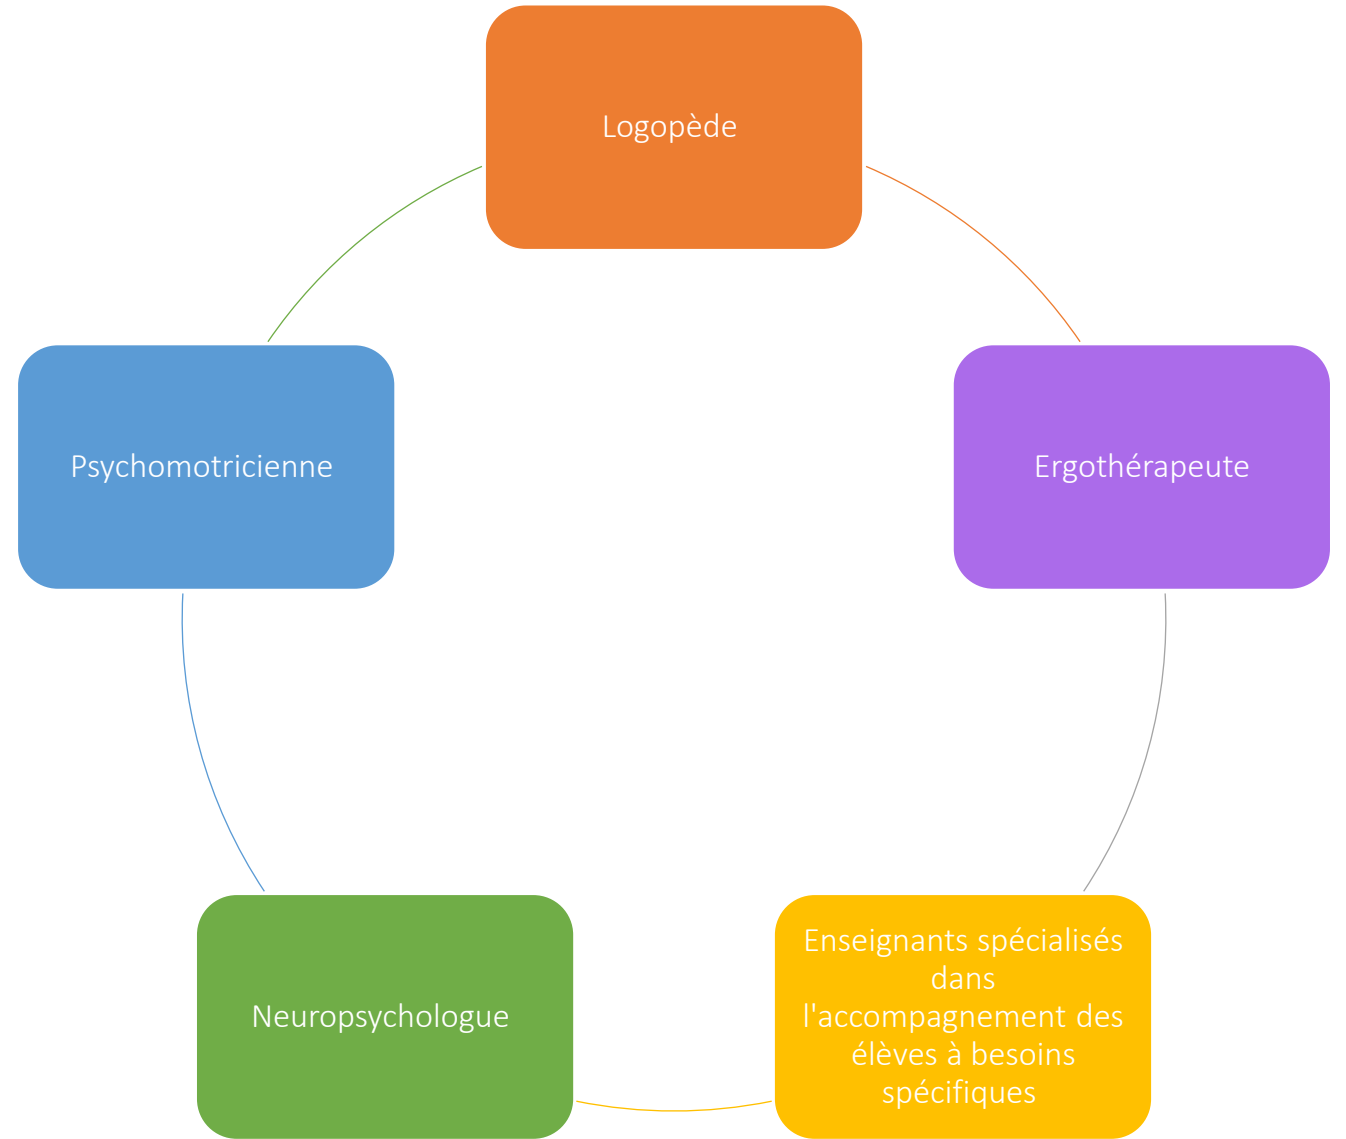 Logopède
Psychomotricienne
Ergothérapeute
Neuropsychologue
Enseignants spécialisés
dans
l'accompagnement des
élèves à besoins
spécifiques